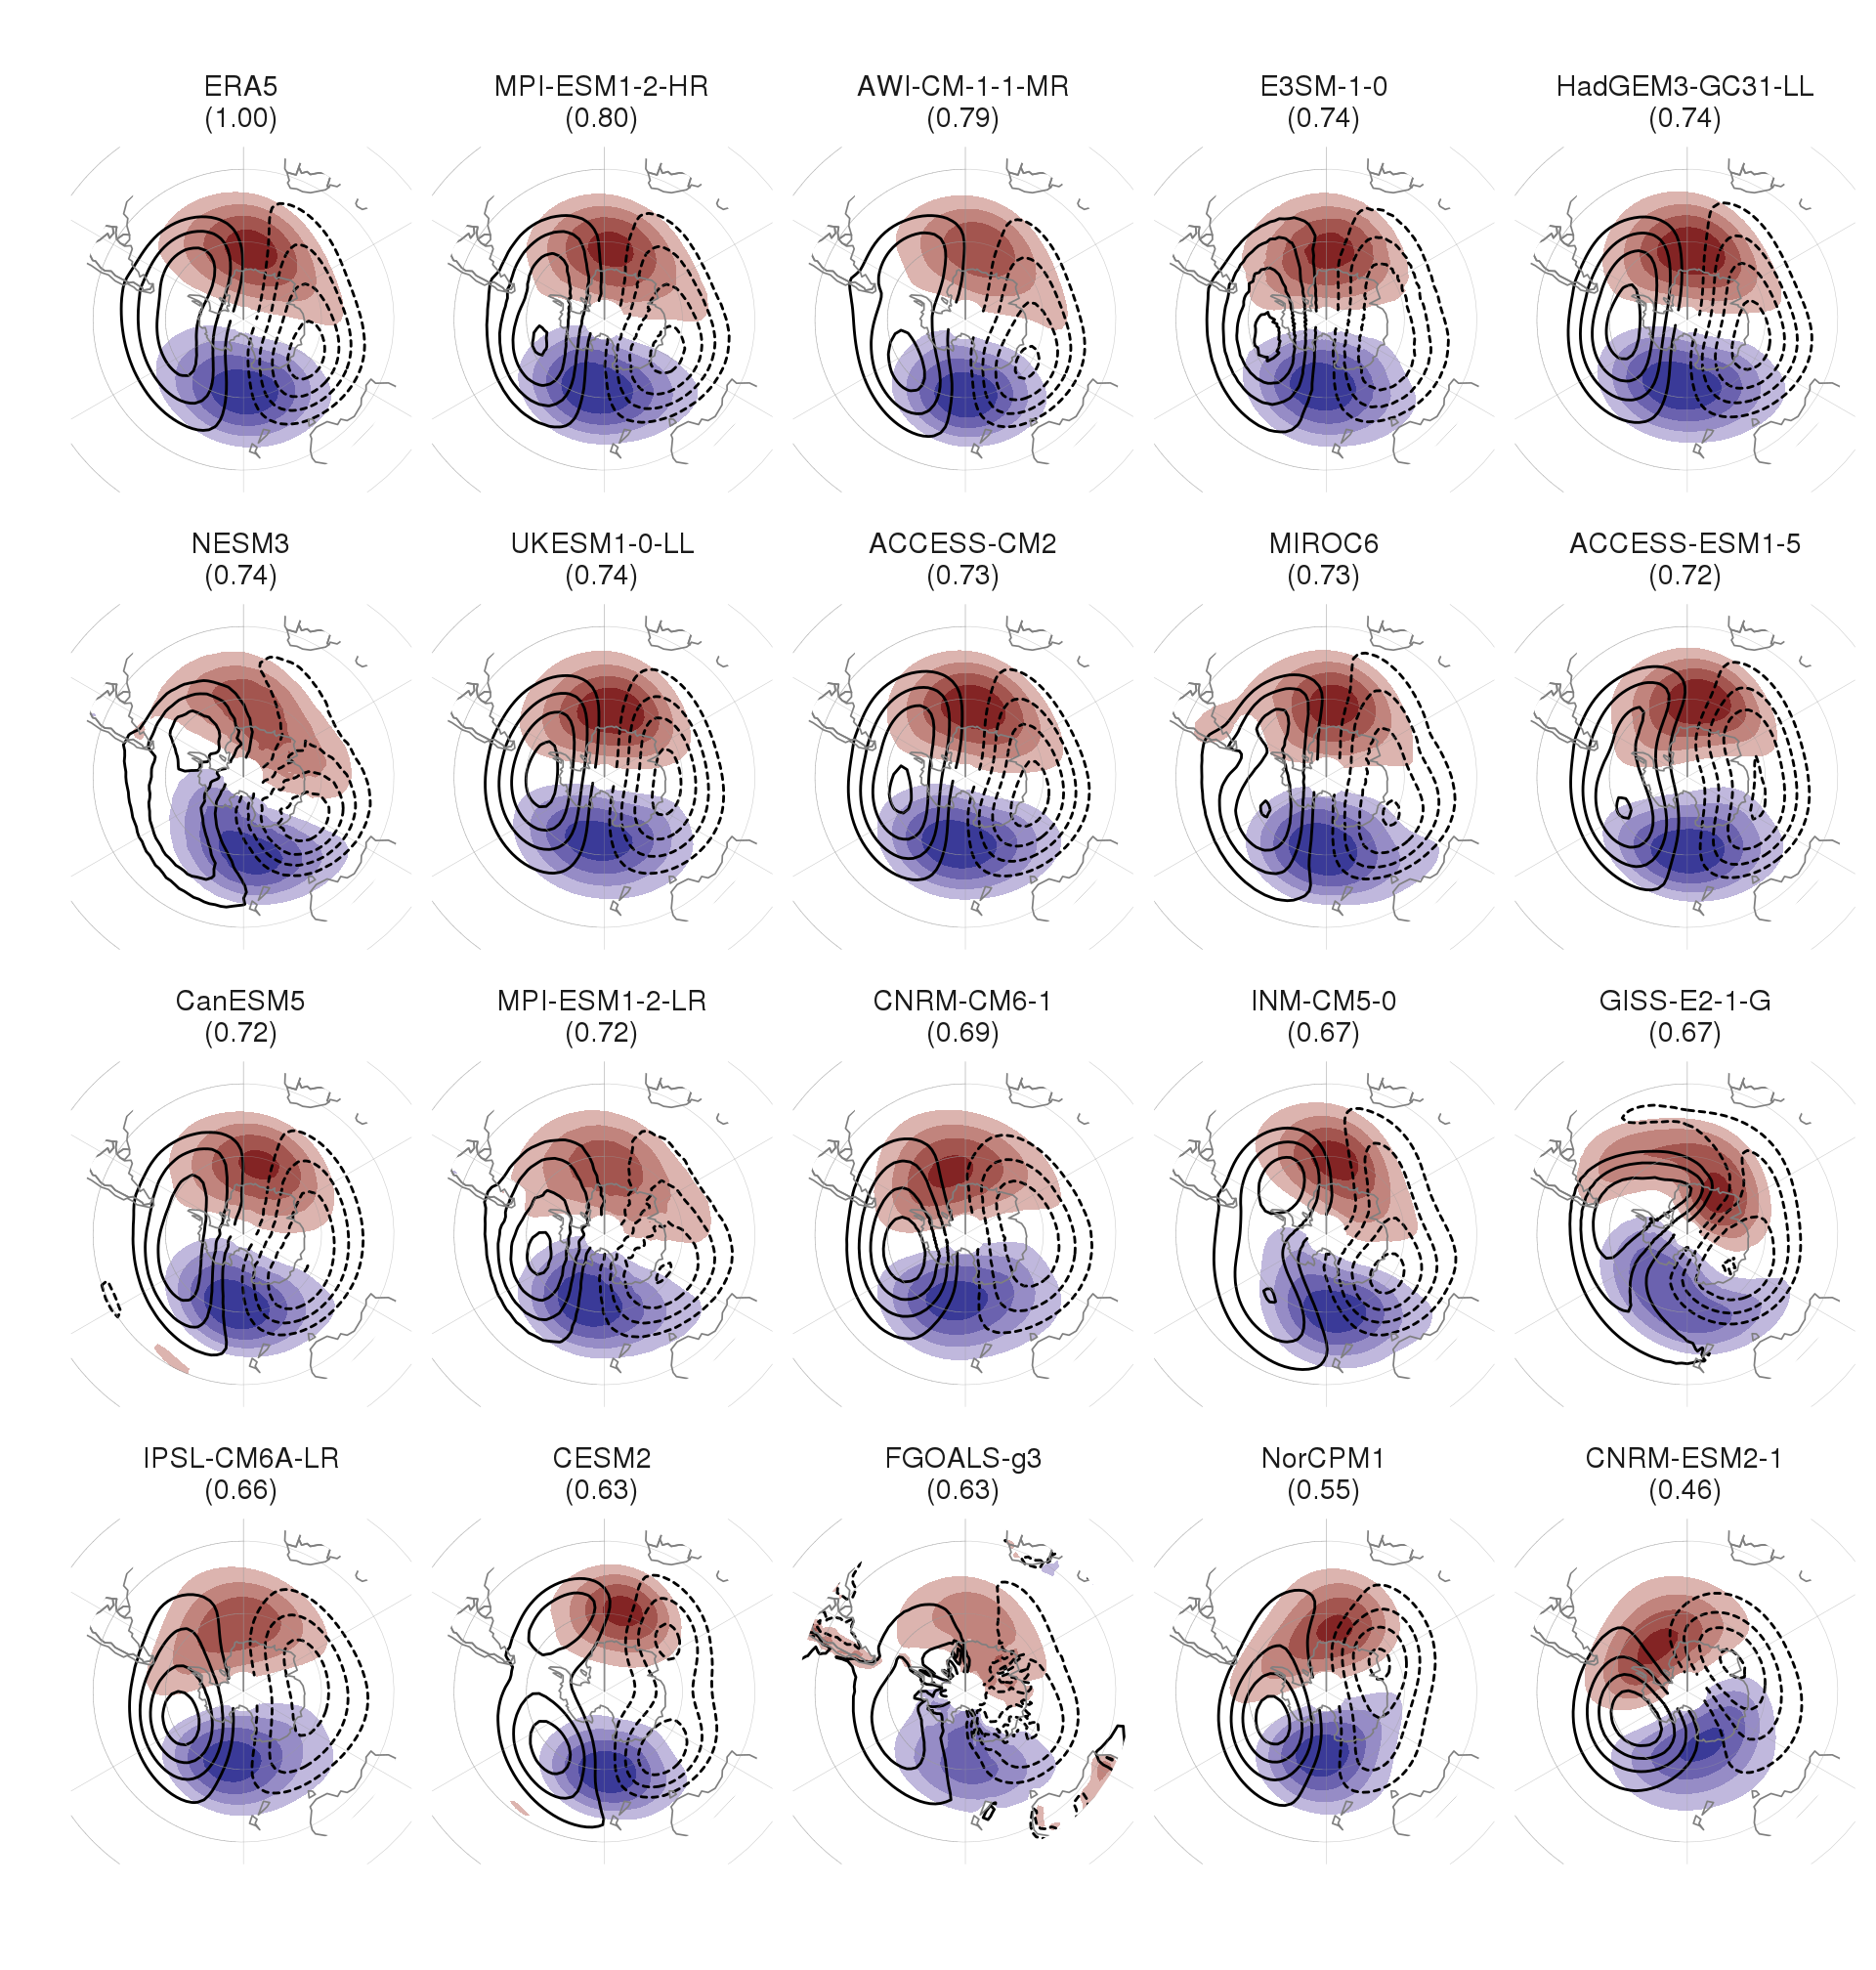 ERA5
(1.00)
MPI-ESM1-2-HR
(0.80)
AWI-CM-1-1-MR
(0.79)
E3SM-1-0
(0.74)
HadGEM3-GC31-LL
(0.74)
NESM3
(0.74)
UKESM1-0-LL
(0.74)
ACCESS-CM2
(0.73)
MIROC6
(0.73)
ACCESS-ESM1-5
(0.72)
CanESM5
(0.72)
MPI-ESM1-2-LR
(0.72)
CNRM-CM6-1
(0.69)
INM-CM5-0
(0.67)
GISS-E2-1-G
(0.67)
IPSL-CM6A-LR
(0.66)
CESM2
(0.63)
FGOALS-g3
(0.63)
NorCPM1
(0.55)
CNRM-ESM2-1
(0.46)